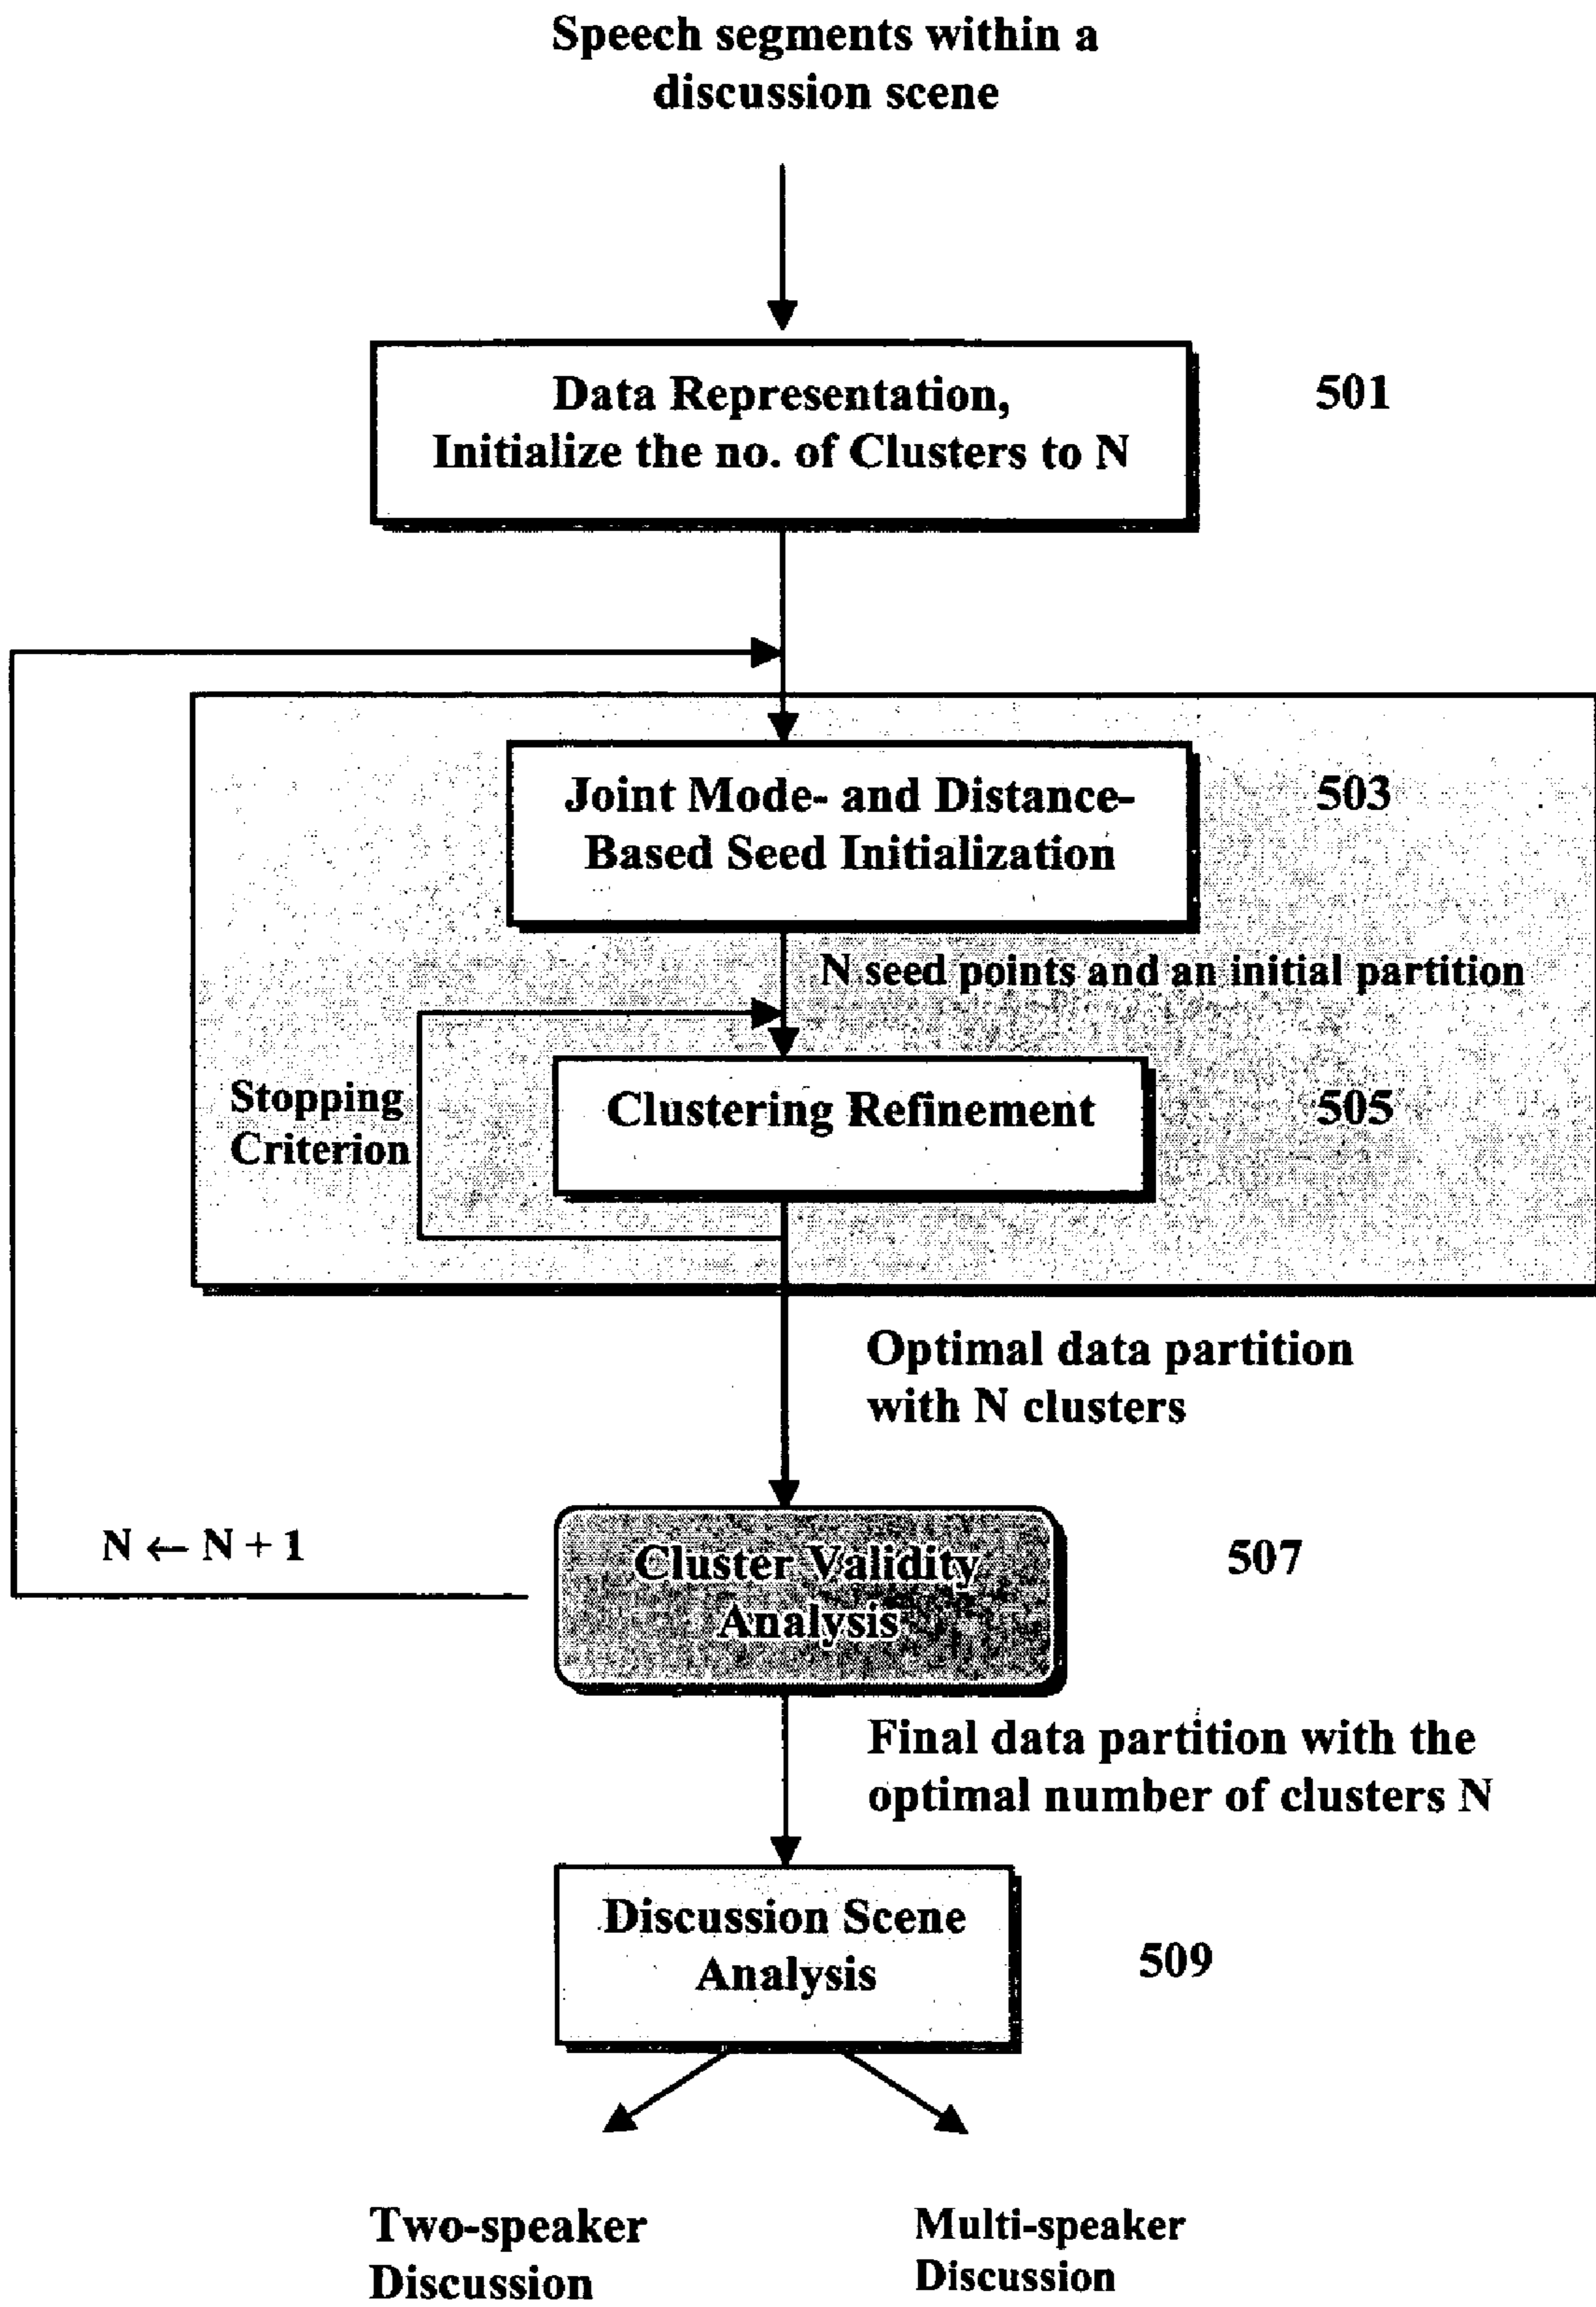 Speech segments within a
discussion scene
Data Representation,
Initialize the no. of Clusters to N
501
Joint Mode- and Distance-
Based Seed Initialization
503
N seed points and an initial partition
Stopping
Criterion
Clustering Refinement
505
Optimal data partition
with N clusters
N ← N + 1
Cluster Validity
Analysis
507
Final data partition with the
optimal number of clusters N
Discussion Scene
Analysis
509
Two-speaker
Discussion
Multi-speaker
Discussion